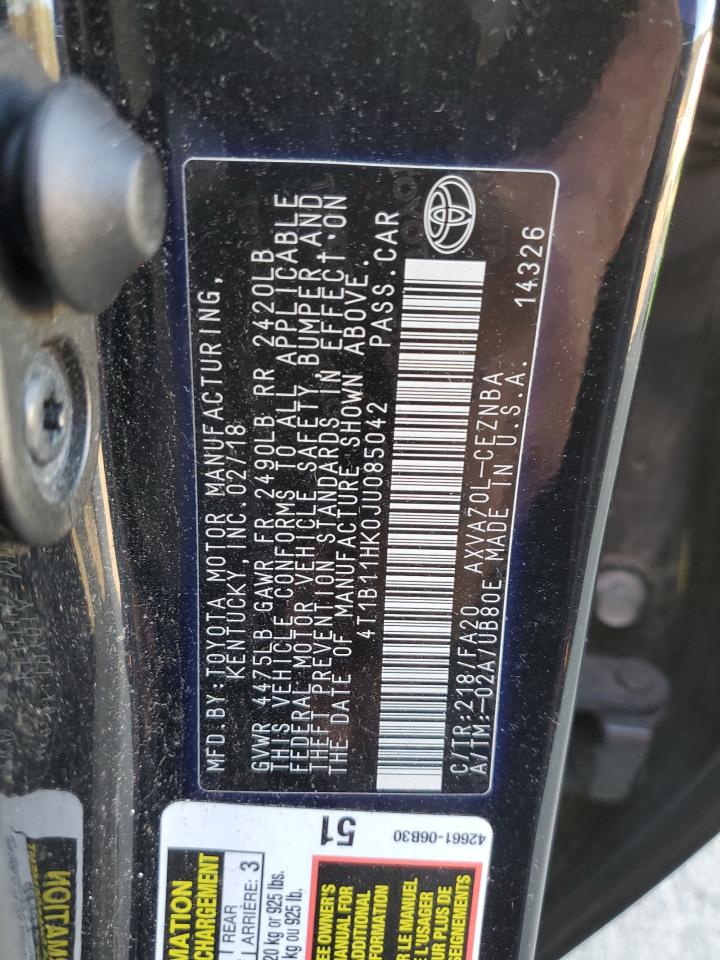 MFD BY: TOYOTA MOTOR MANUFACTURING,
KENTUCKY, INC. 02/18
GVWR 4475LB GAWR FR 2490LB RR 2420LB
THIS VEHICLE CONFORMS TO ALL APPLICABLE
FEDERAL MOTOR VEHICLE SAFETY, BUMPER AND
THEFT PREVENTION STANDARDS IN EFFECT ON
THE DATE OF MANUFACTURE SHOWN ABOVE.
4T1B11HK0JU085042 PASS. CAR
C/TR:218/FA20 AXVA70L-CEZNBA
A/TM:-02A/UB80E MADE IN U.S.A. 14326
MATION
CHARGEMENT
REAR
ARRIÈRE: 3
20 kg or 925 lbs.
kg ou 925 lb.
51
42661-06B30
EE OWNER'S
MANUAL FOR
FORMATION
R LE MANUEL
L'USAGER
UR PLUS DE
SEIGNEMENTS
MATION